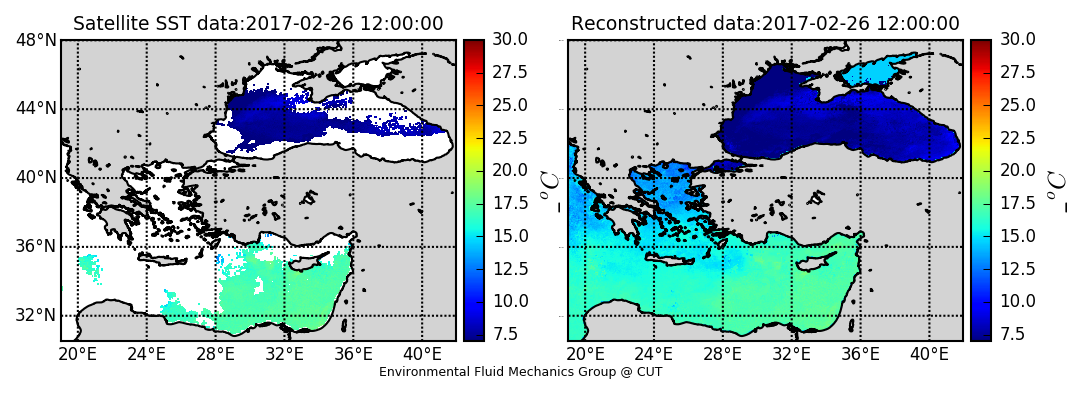 Satellite SST data:2017-02-26 12:00:00
48°N
44°N
40°N
36°N
32°N
20°E 24°E 28°E 32°E 36°E 40°E
30.0
27.5
25.0
22.5
20.0
17.5
15.0
12.5
10.0
7.5
_°C
Reconstructed data:2017-02-26 12:00:00
20°E 24°E 28°E 32°E 36°E 40°E
30.0
27.5
25.0
22.5
20.0
17.5
15.0
12.5
10.0
7.5
_°C
Environmental Fluid Mechanics Group @ CUT